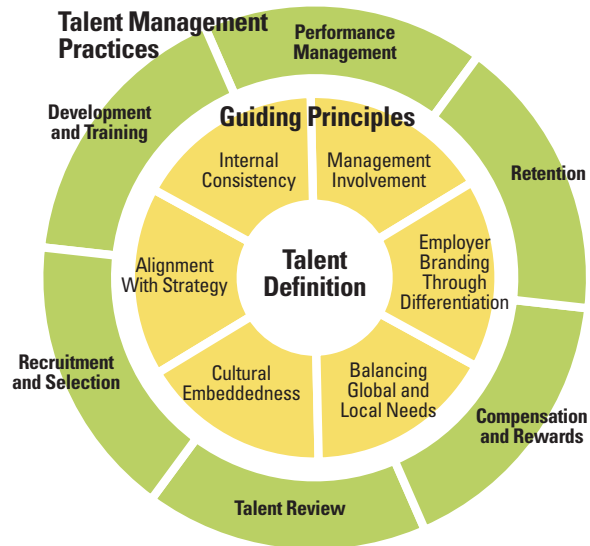 Talent Management
Practices
Performance
Management
Development
and Training
Guiding Principles
Internal
Consistency
Management
Involvement
Retention
Alignment
With Strategy
Talent
Definition
Employer
Branding
Through
Differentiation
Recruitment
and Selection
Cultural
Embeddedness
Balancing
Global and
Local Needs
Compensation
and Rewards
Talent Review